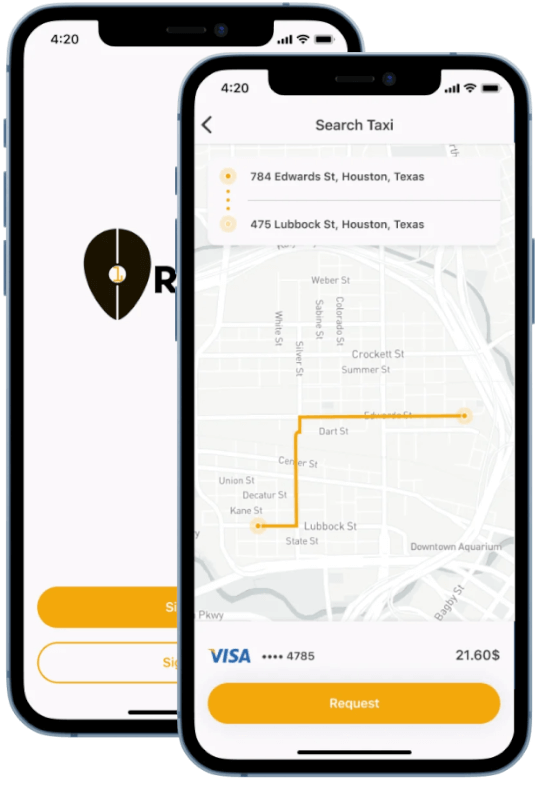 4:20
R
Si
Sig
4:20
Search Taxi
784 Edwards St, Houston, Texas
475 Lubbock St, Houston, Texas
Weber St
Colorado St
Sabine St
White St
Silver St
Crockett St
Summer St
Edwards St
Dart St
Center St
Union St
Decatur St
Kane St
Lubbock St
State St
Downtown Aquarium
Bagby St
Pkwy
VISA •••• 4785 21.60$
Request